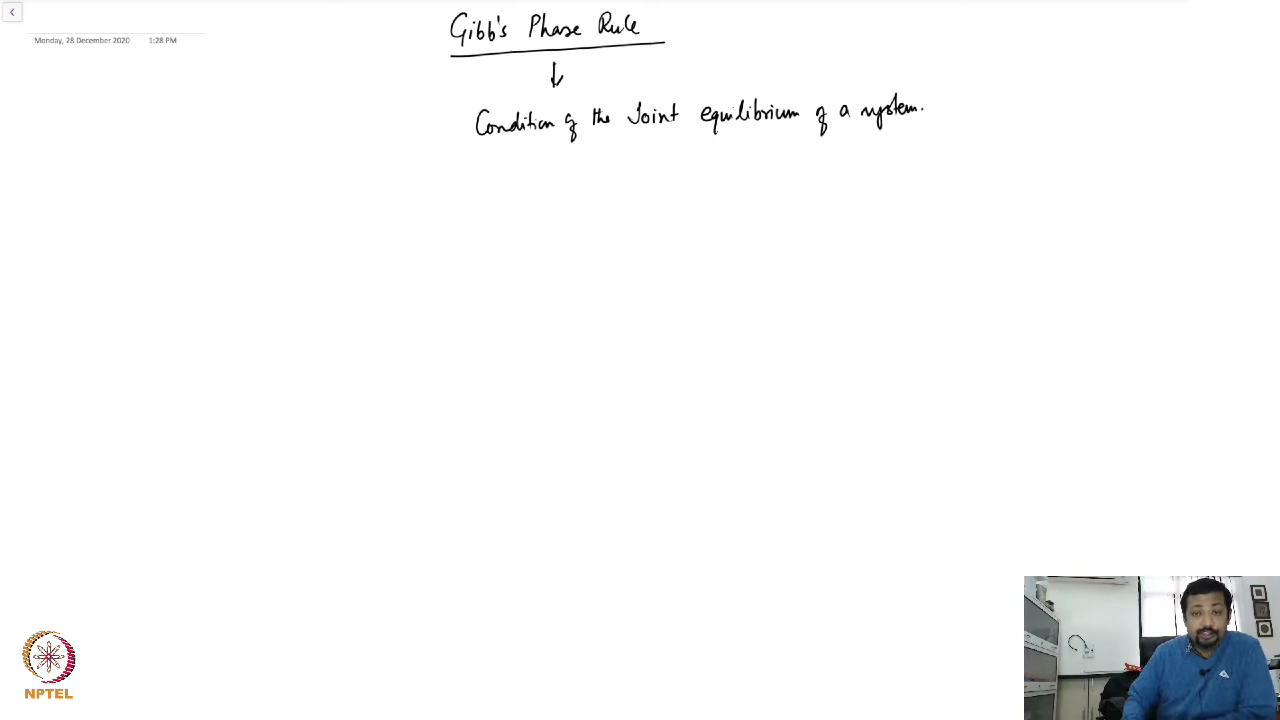 Gibb's Phase Rule
Monday, 28 December 2020 1:28 PM
Condition of the Joint equilibrium of a system.
NPTEL